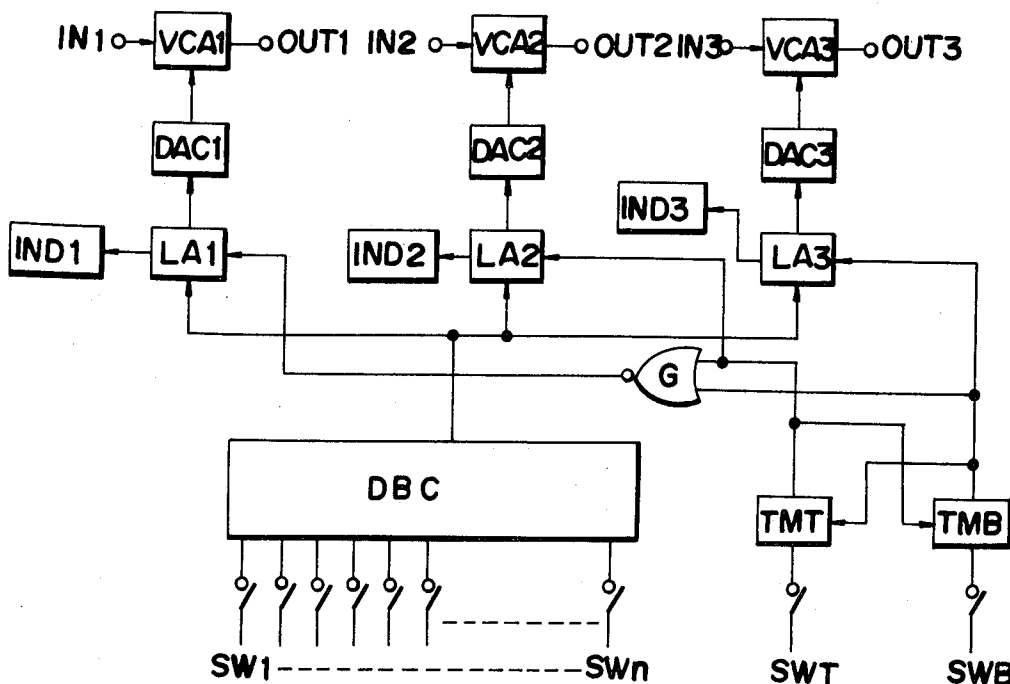 IN1 VCA1 OUT1 IN2 VCA2 OUT2 IN3 VCA3 OUT3
DAC1 DAC2 DAC3
IND3
IND1 LA1 IND2 LA2 LA3
G
DBC
TMT TMB
SW1 SWn SWT SWB